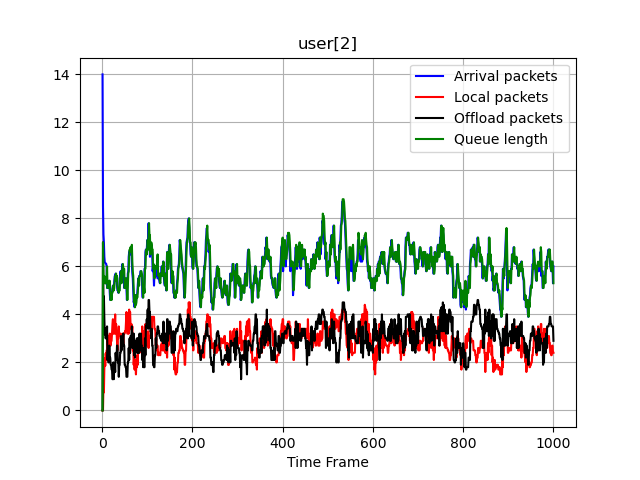 user[2]
Arrival packets
Local packets
Offload packets
Queue length
14
12
10
8
6
4
2
0
0 200 400 600 800 1000
Time Frame